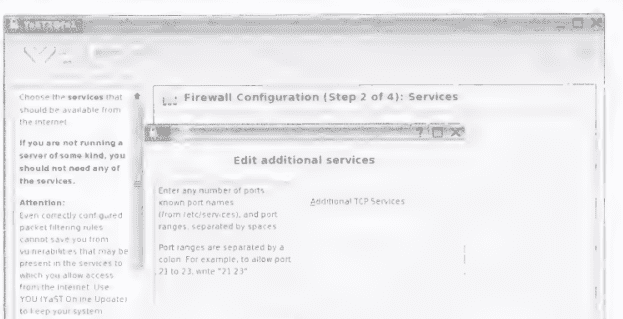 Choose the services that
should be available from
the internet.
If you are not running a
server of some kind, you
should not need any of
the services.
Attention:
Even correctly configured
packet filtering rules
cannot save you from
vulnerabilities that may be
present in the services to
which you allow access
from the Internet. Use
YOU (YaST Online Updater)
to keep your system
Firewall Configuration (Step 2 of 4): Services
Edit additional services
Enter any number of ports
known port names
(from /etc/services), and port
ranges, separated by spaces
Port ranges are separated by a
colon. For example, to allow port
21 to 23, write "21:23"
Additional TCP Services